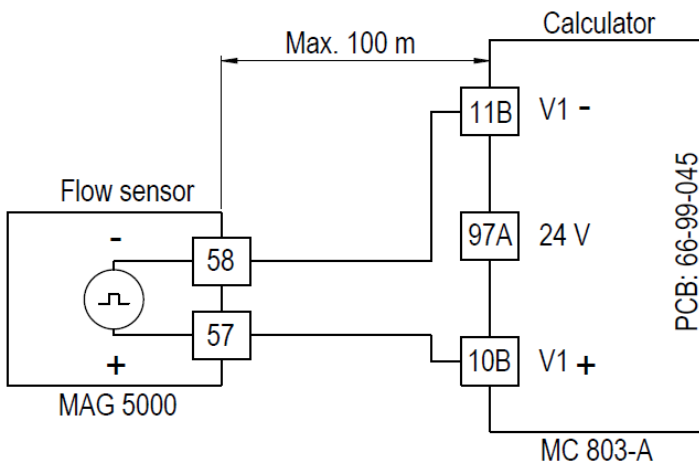 Calculator
Max. 100 m
11B V1 -
Flow sensor
-
58
97A 24 V
PCB: 66-99-045
57
+
10B V1 +
MAG 5000
MC 803-A